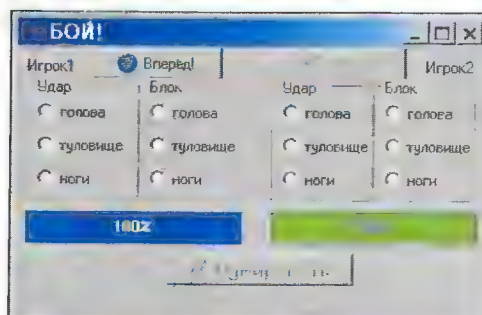 БОЙ!
Игрок1 Вперёд! Игрок2
Удар Блок Удар Блок
голова голова голова голова
туловище туловище туловище туловище
ноги ноги ноги ноги
100%